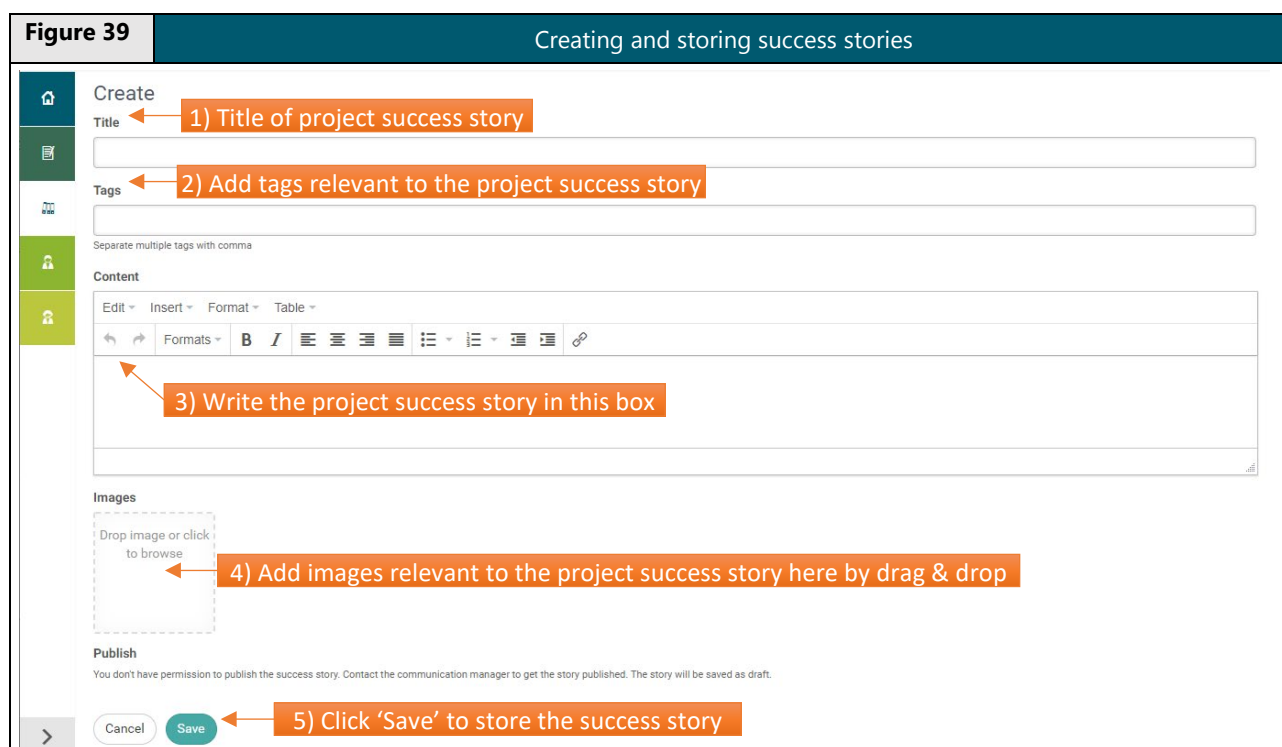 Figure 39
Creating and storing success stories
Create
Title
1) Title of project success story
Tags
2) Add tags relevant to the project success story
Separate multiple tags with comma
Content
Edit Insert Format Table
Formats B I
3) Write the project success story in this box
Images
Drop image or click
to browse
4) Add images relevant to the project success story here by drag & drop
Publish
You don't have permission to publish the success story. Contact the communication manager to get the story published. The story will be saved as draft.
Cancel Save
5) Click ‘Save’ to store the success story